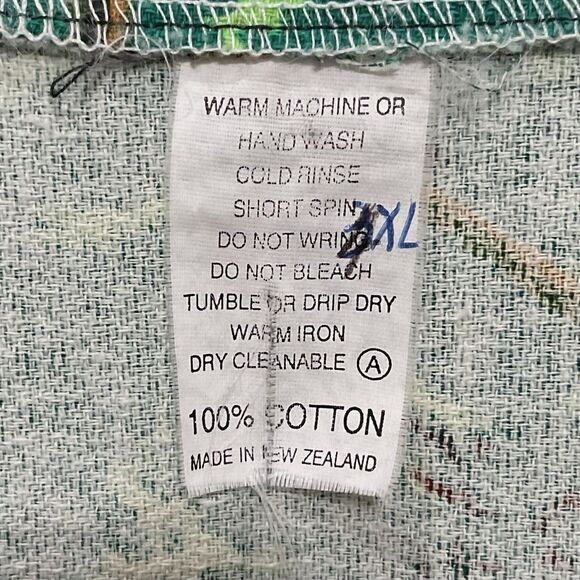 WARM MACHINE OR
HAND WASH
COLD RINSE
SHORT SPIN
DO NOT WRING
3XL
DO NOT BLEACH
TUMBLE OR DRIP DRY
WARM IRON
DRY CLEANABLE Ⓐ
100% COTTON
MADE IN NEW ZEALAND